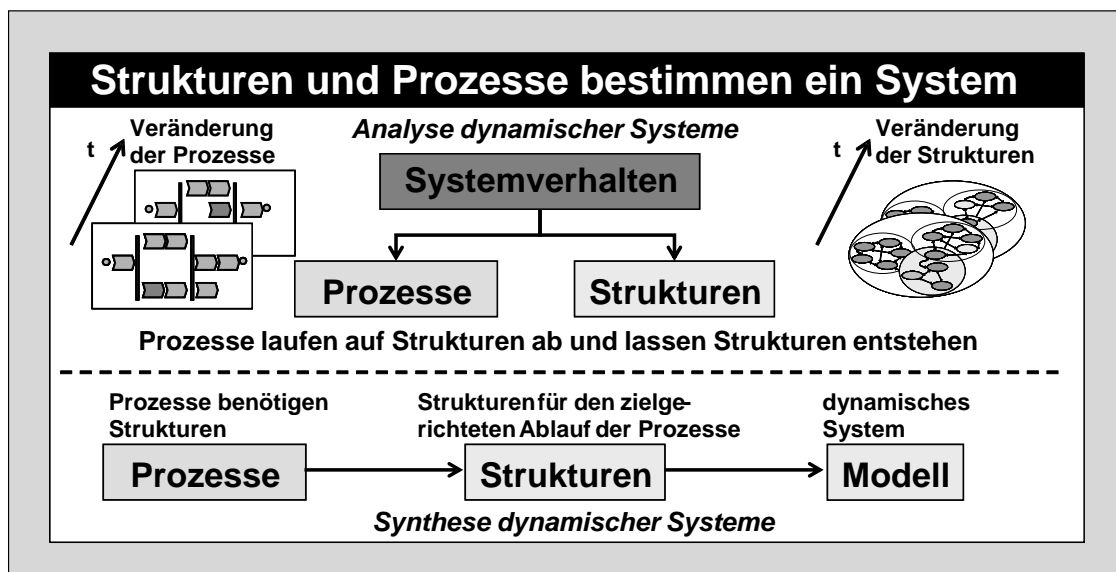 Strukturen und Prozesse bestimmen ein System
Analyse dynamischer Systeme
t
Veränderung
der Prozesse
Systemverhalten
t
Veränderung
der Strukturen
Prozesse
Strukturen
Prozesse laufen auf Strukturen ab und lassen Strukturen entstehen
Prozesse benötigen
Strukturen
Strukturen für den zielge-
richteten Ablauf der Prozesse
dynamisches
System
Prozesse
Strukturen
Modell
Synthese dynamischer Systeme